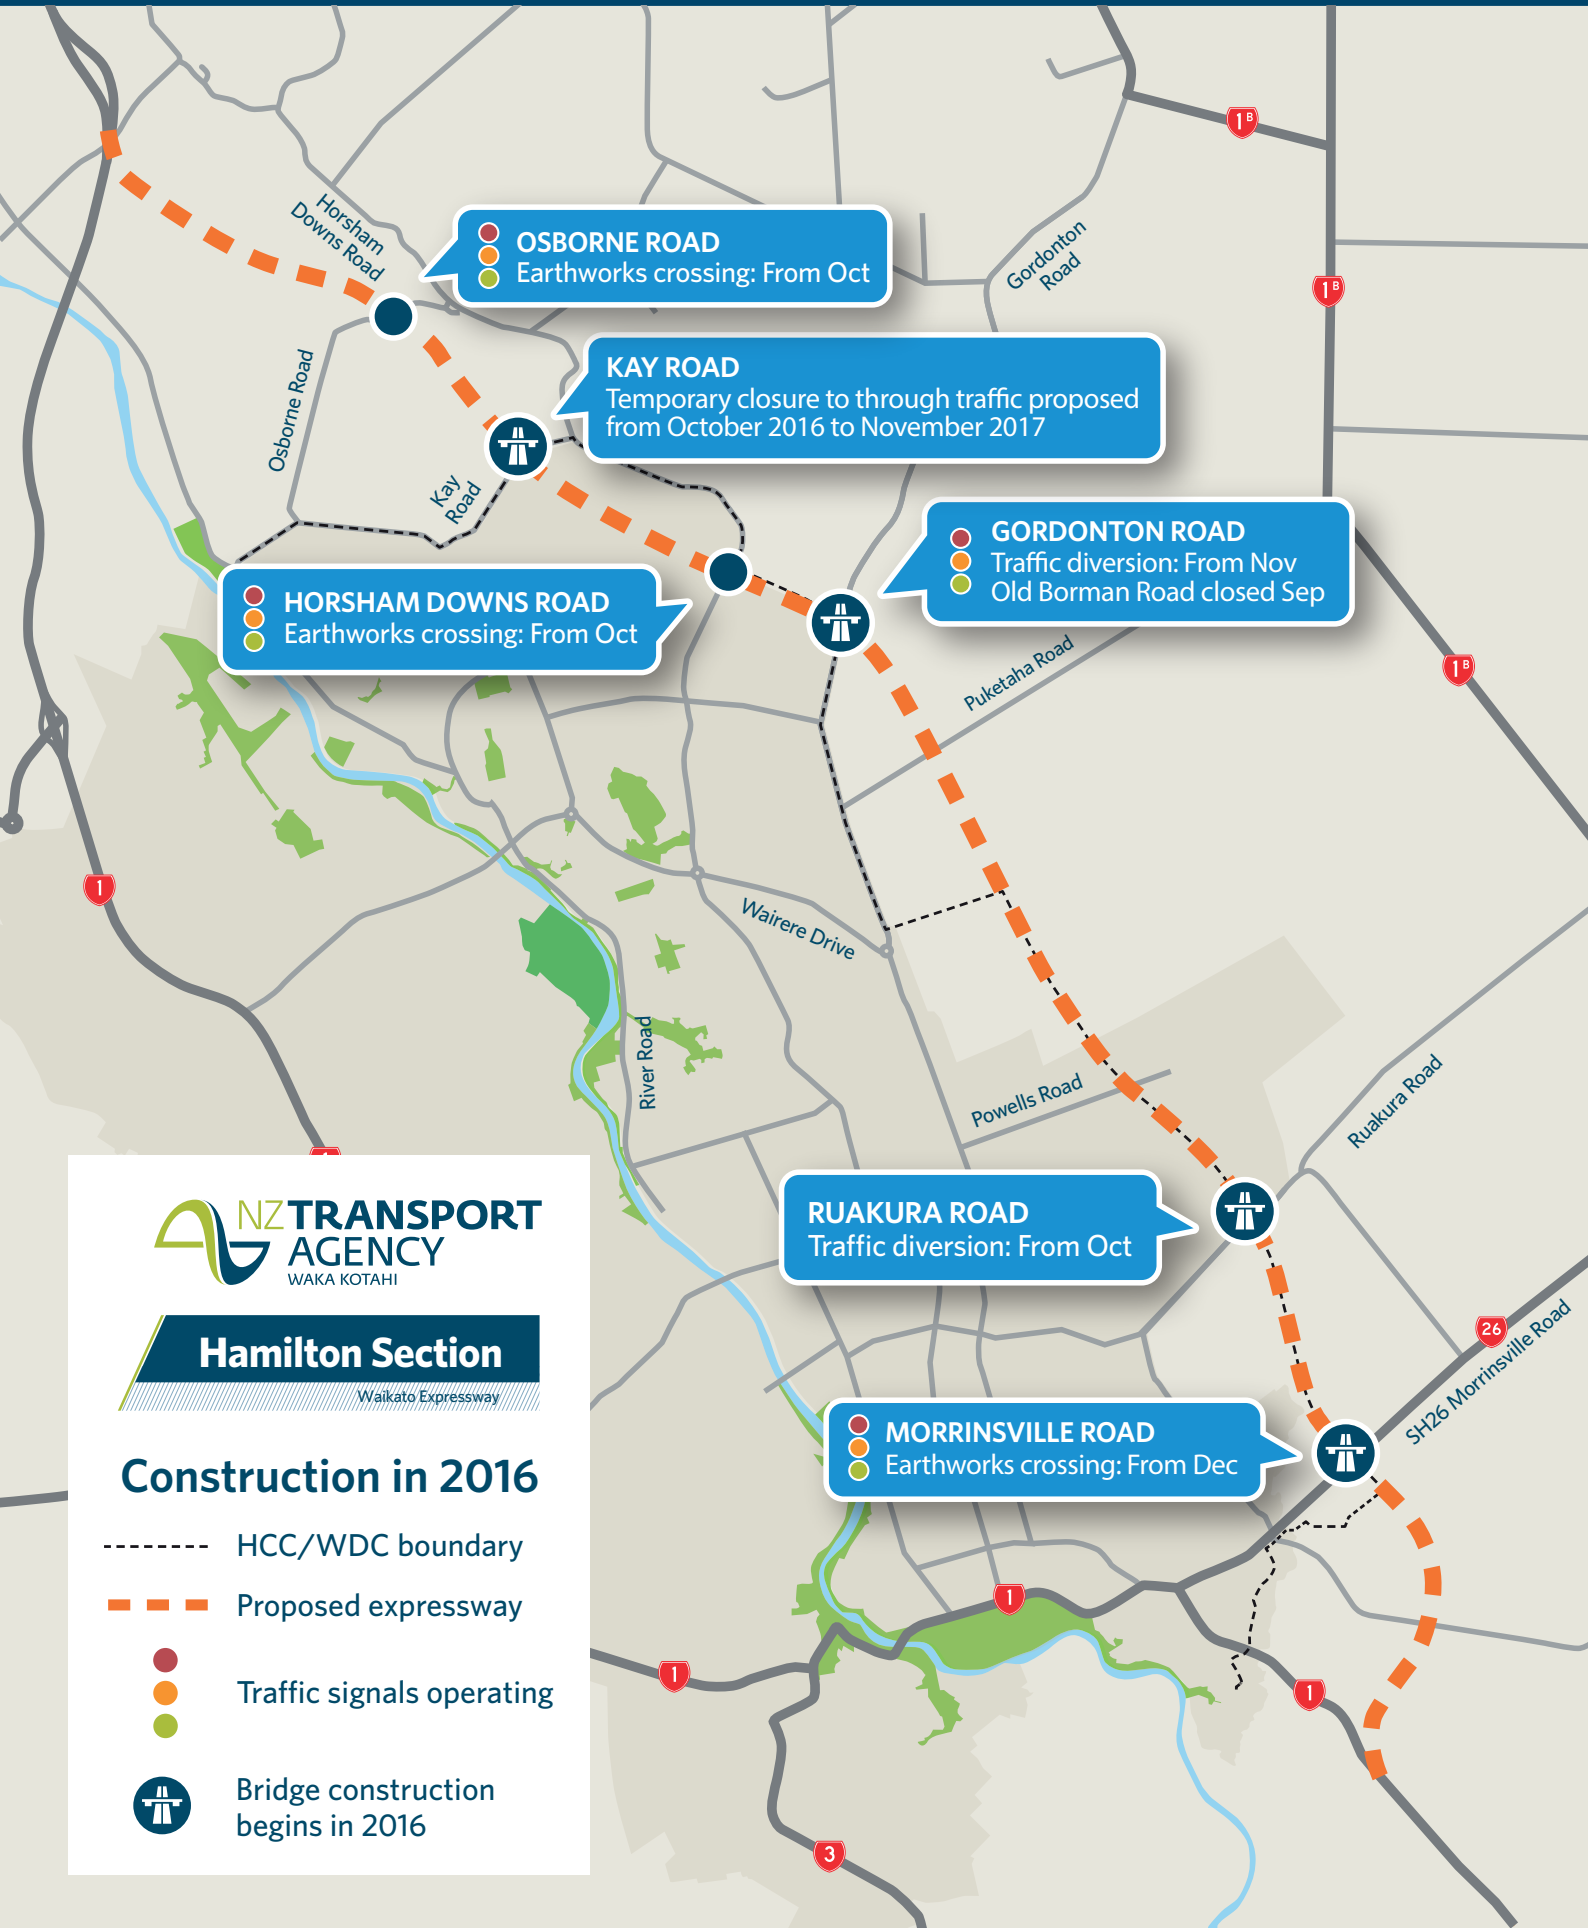 1B
Horsham
Downs Road
OSBORNE ROAD
Earthworks crossing: From Oct
Gordonton
Road
1B
Osborne Road
KAY ROAD
Temporary closure to through traffic proposed
from October 2016 to November 2017
Kay
Road
GORDONTON ROAD
Traffic diversion: From Nov
Old Borman Road closed Sep
HORSHAM DOWNS ROAD
Earthworks crossing: From Oct
Puketaha Road
1B
1
Wairere Drive
River Road
Powells Road
Ruakura Road
RUAKURA ROAD
Traffic diversion: From Oct
26
SH26 Morrinsville Road
MORRINSVILLE ROAD
Earthworks crossing: From Dec
1
1
1
3
NZTRANSPORT
AGENCY
WAKA KOTAHI
Hamilton Section
Waikato Expressway
Construction in 2016
HCC/WDC boundary
Proposed expressway
Traffic signals operating
Bridge construction
begins in 2016